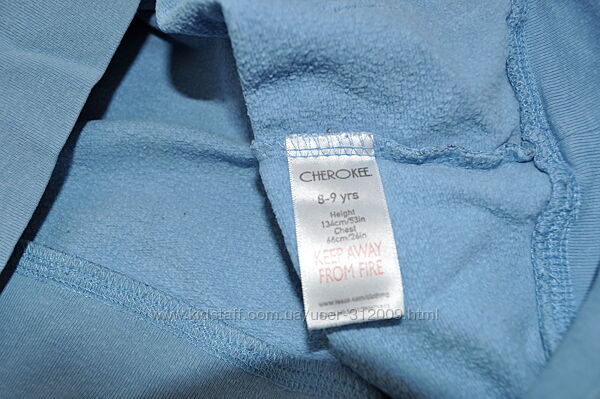 CHEROKEE
8-9 yrs
Height
134cm/53in
Chest
66cm/26in
KEEP AWAY
FROM FIRE
www.tesco.com/clothing
www.kidstaff.com.ua/user-312009.html